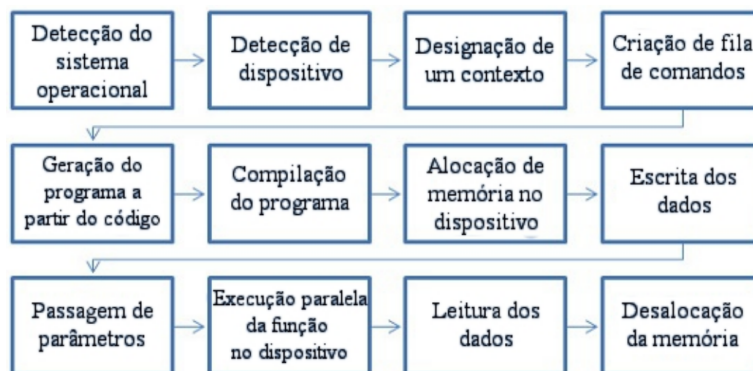 Detecção do
sistema
operacional
Detecção de
dispositivo
Designação de
um contexto
Criação de fila
de comandos
Geração do
programa a
partir do código
Compilação
do programa
Alocação de
memória no
dispositivo
Escrita dos
dados
Passagem de
parâmetros
Execução paralela
da função
no dispositivo
Leitura dos
dados
Desalocação
da memória